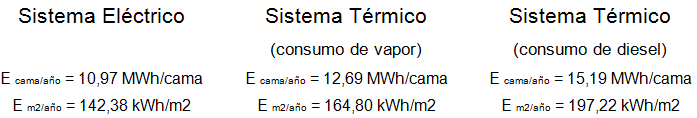 Sistema Eléctrico
E cama/año = 10,97 MWh/cama
E m2/año = 142,38 kWh/m2
Sistema Térmico
(consumo de vapor)
E cama/año = 12,69 MWh/cama
E m2/año = 164,80 kWh/m2
Sistema Térmico
(consumo de diesel)
E cama/año = 15,19 MWh/cama
E m2/año = 197,22 kWh/m2